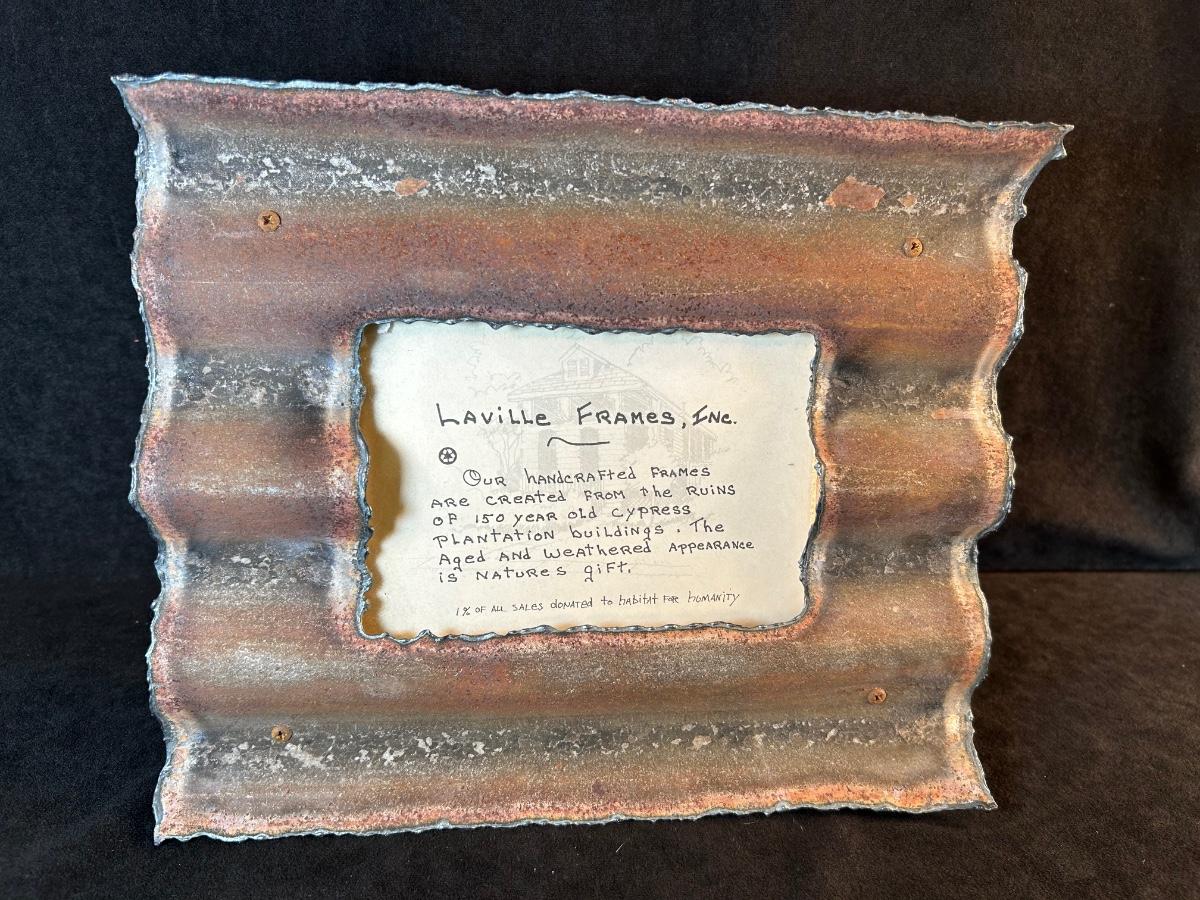 Laville Frames, Inc.
Our handcrafted frames
are created from the ruins
of 150 year old cypress
plantation buildings. The
aged and weathered appearance
is natures gift.
1% of all sales donated to habitat for humanity